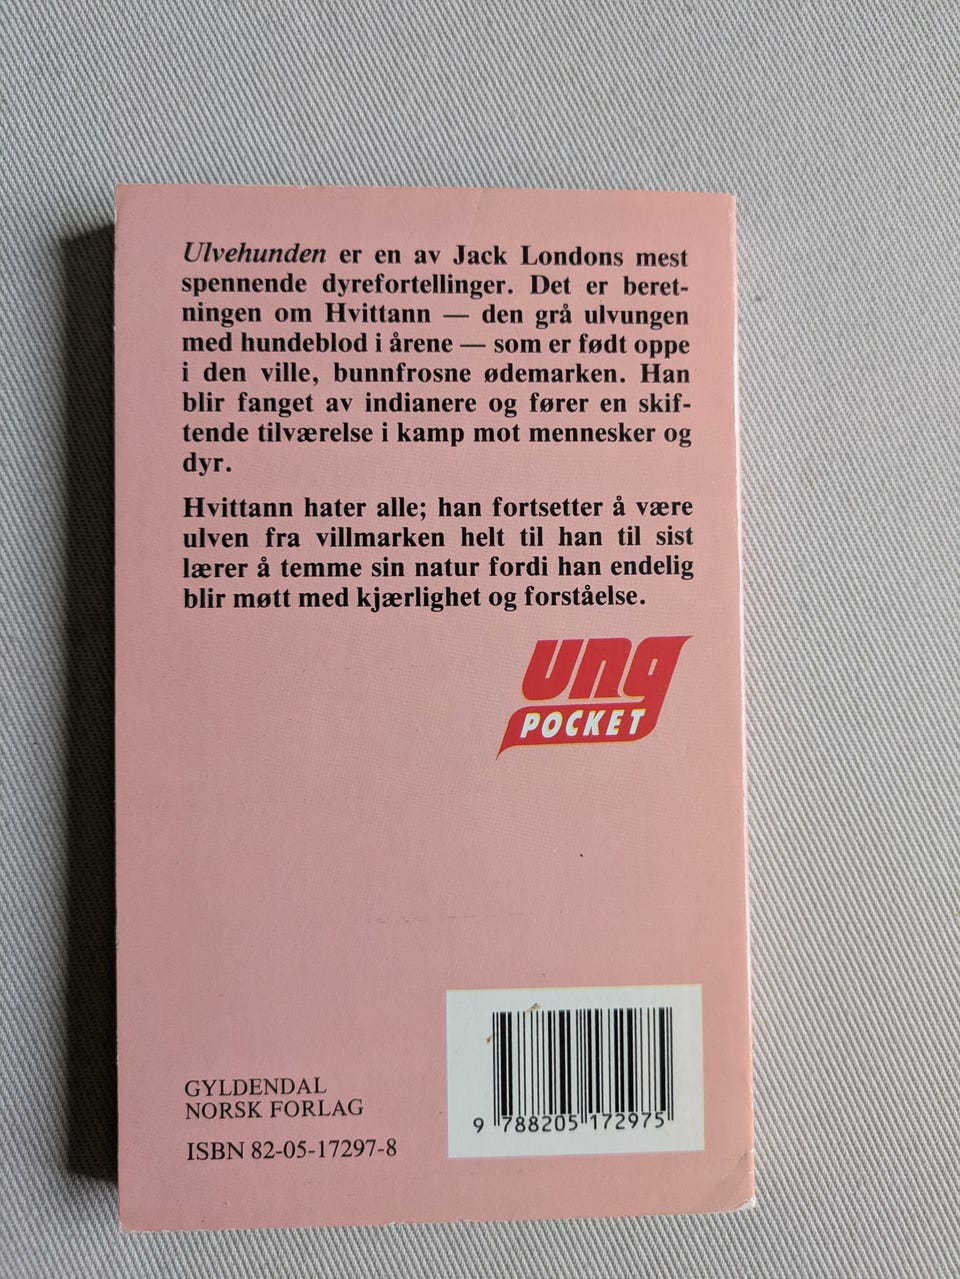 Ulvehunden er en av Jack Londons mest
spennende dyrefortellinger. Det er beret-
ningen om Hvittann — den grå ulvungen
med hundeblod i årene — som er født oppe
i den ville, bunnfrosne ødemarken. Han
blir fanget av indianere og fører en skif-
tende tilværelse i kamp mot mennesker og
dyr.
Hvittann hater alle; han fortsetter å være
ulven fra villmarken helt til han til sist
lærer å temme sin natur fordi han endelig
blir møtt med kjærlighet og forståelse.
ung
POCKET
GYLDENDAL
NORSK FORLAG
ISBN 82-05-17297-8
9 788205 172975